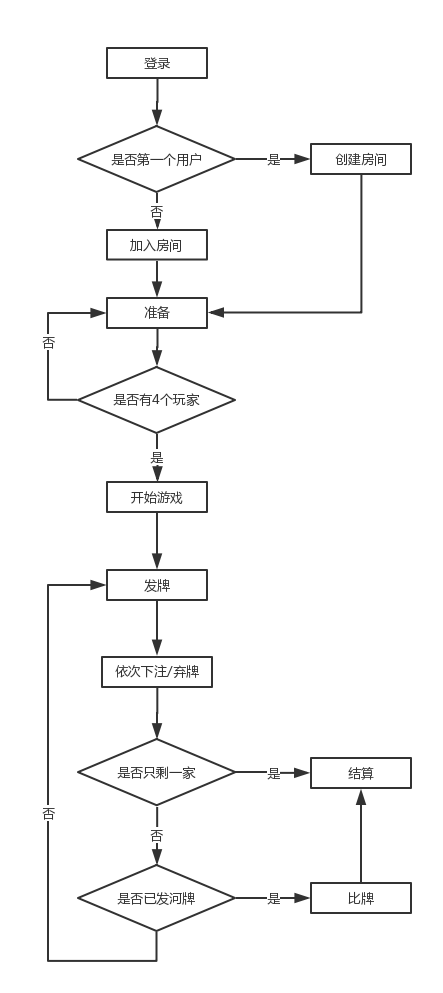 登录
是否第一个用户
是
创建房间
否
加入房间
准备
否
是否有4个玩家
是
开始游戏
发牌
依次下注/弃牌
是否只剩一家
是
结算
否
否
是否已发河牌
是
比牌